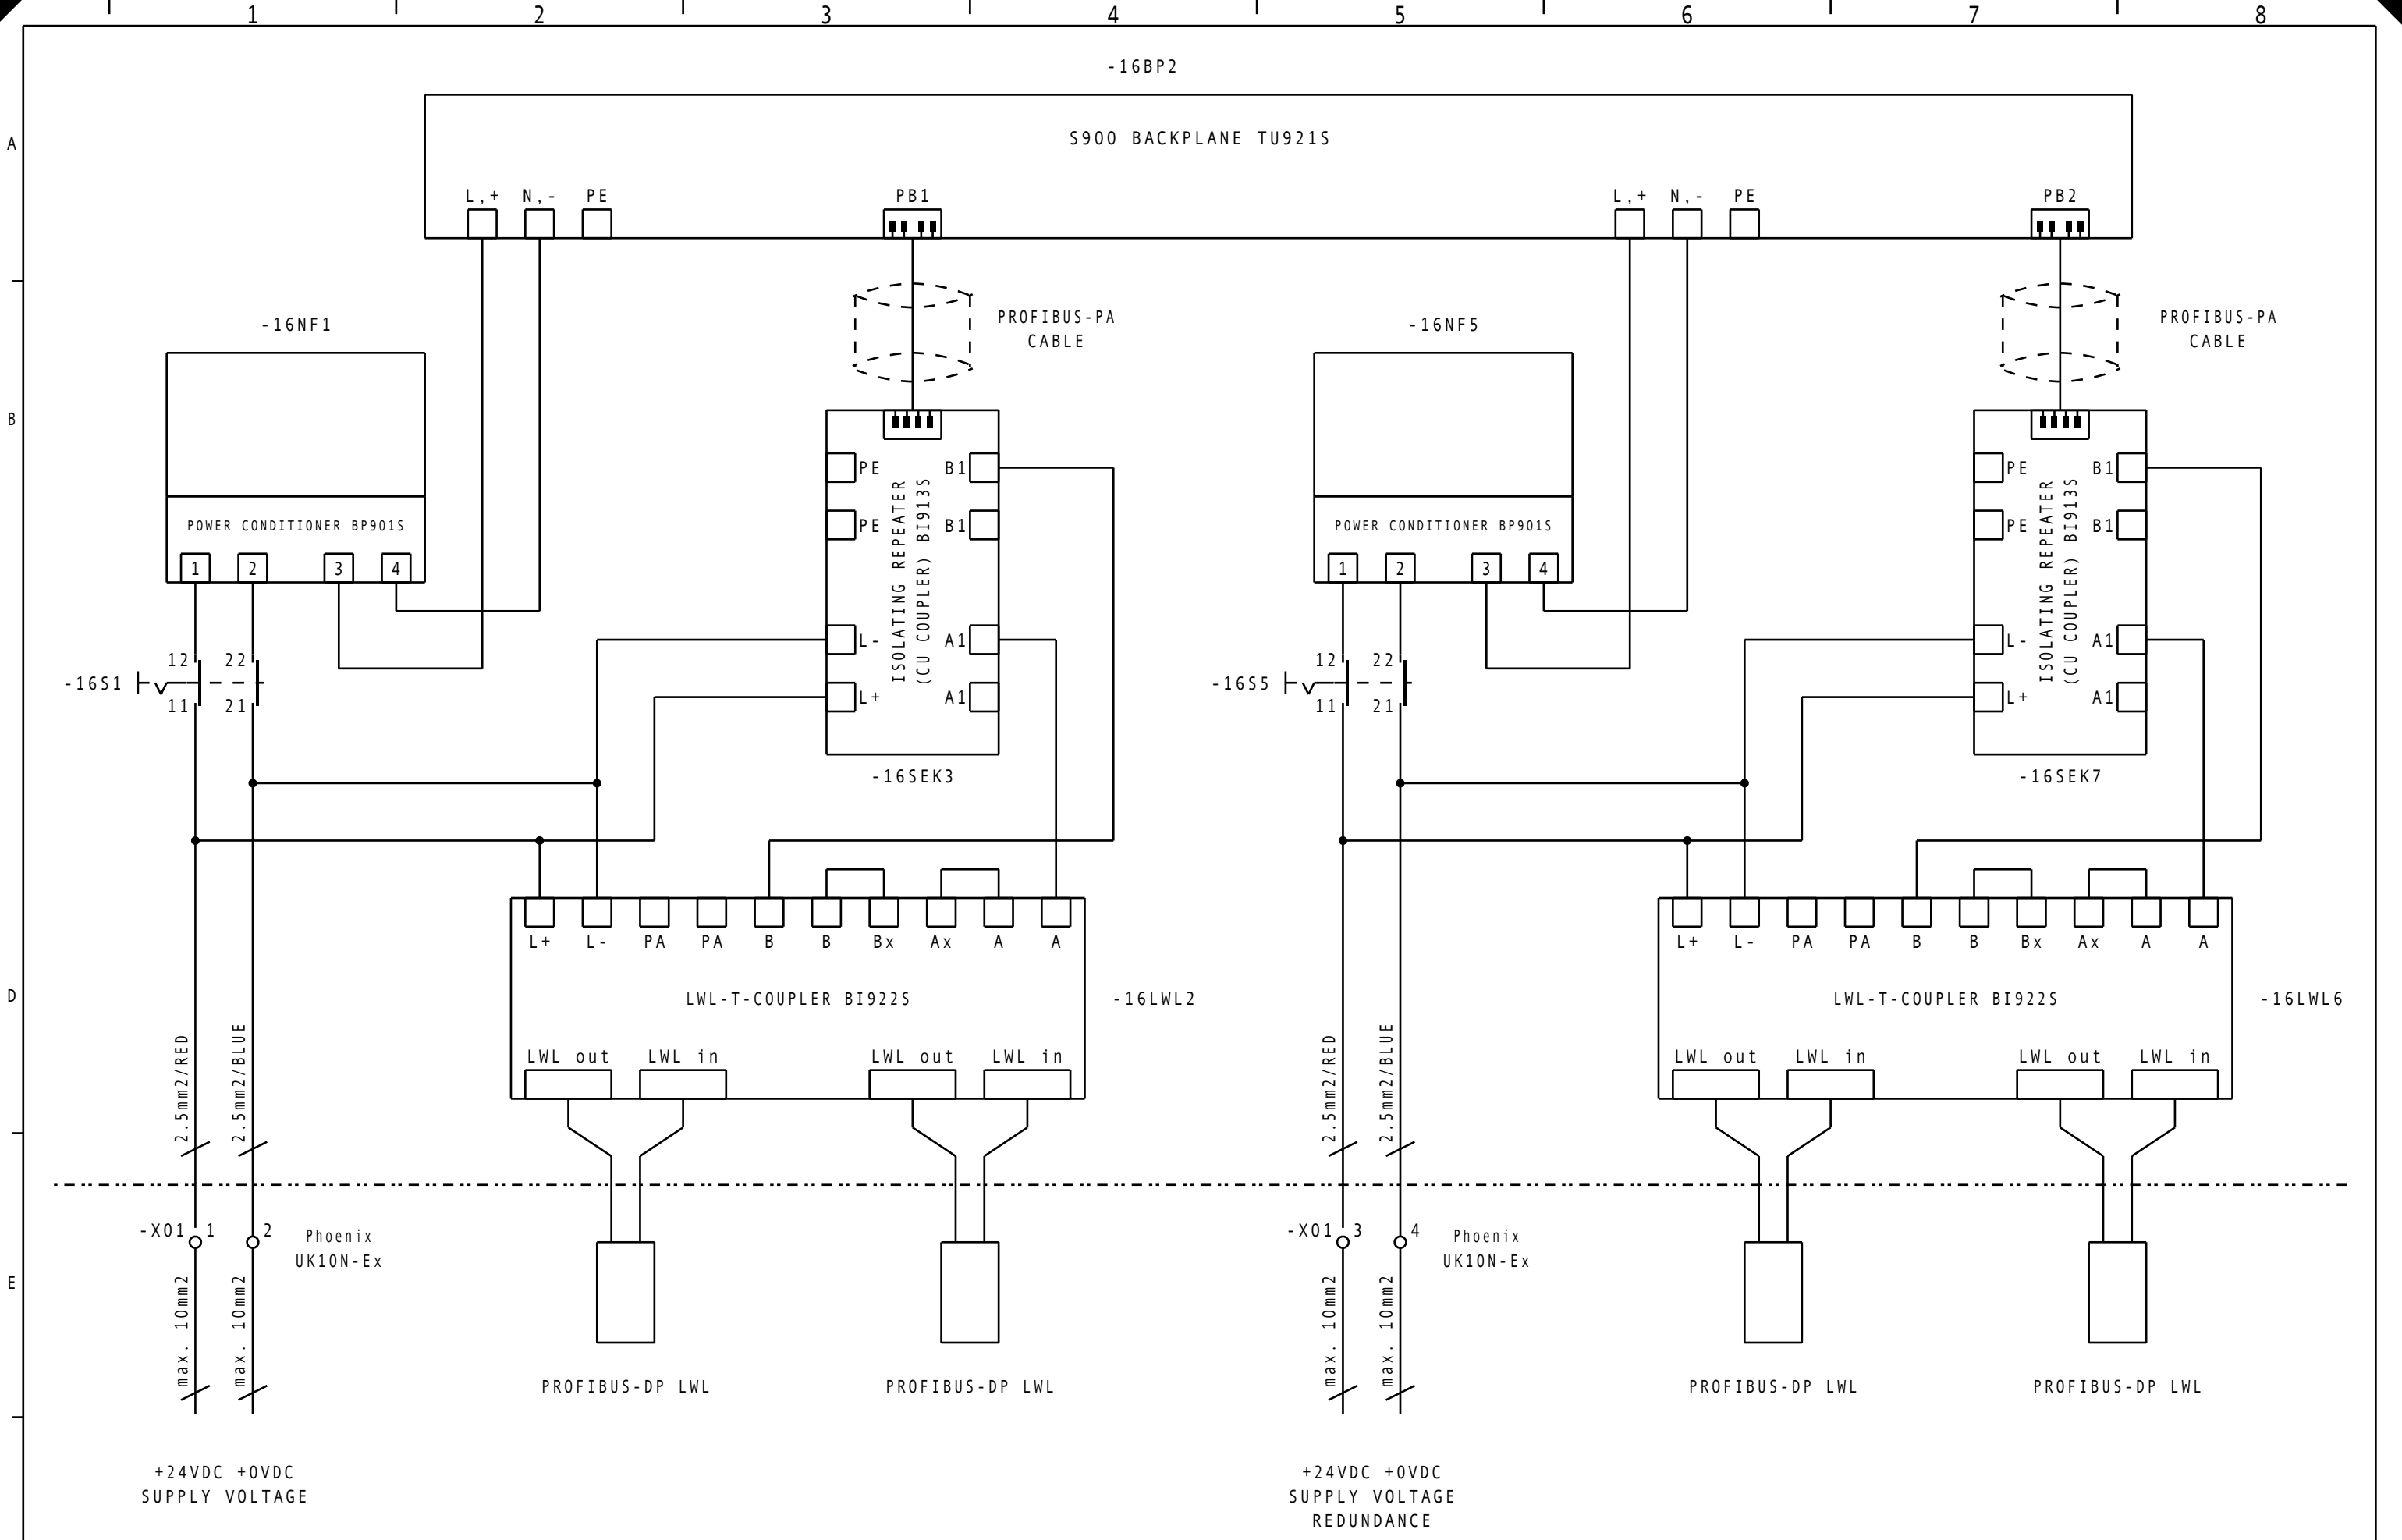 1 2 3 4 5 6 7 8
-16BP2
A
S900 BACKPLANE TU921S
L,+ N,- PE PB1 L,+ N,- PE PB2
-16NF1 PROFIBUS-PA CABLE -16NF5 PROFIBUS-PA CABLE
B
PE B1 PE B1
ISOLATING REPEATER
(CU COUPLER) BI913S
ISOLATING REPEATER
(CU COUPLER) BI913S
POWER CONDITIONER BP901S PE B1 POWER CONDITIONER BP901S PE B1
1 2 3 4 1 2 3 4
L- A1 L- A1
12 22 12 22
-16S1 -16S5
11 21 L+ A1 11 21 L+ A1
-16SEK3 -16SEK7
L+ L- PA PA B B Bx Ax A A L+ L- PA PA B B Bx Ax A A
D
LWL-T-COUPLER BI922S -16LWL2 LWL-T-COUPLER BI922S -16LWL6
2.5mm2/RED 2.5mm2/BLUE 2.5mm2/RED 2.5mm2/BLUE
LWL out LWL in LWL out LWL in LWL out LWL in LWL out LWL in
-X01 1 2 Phoenix -X01 3 4 Phoenix
UK10N-Ex UK10N-Ex
E
max. 10mm2 max. 10mm2 max. 10mm2 max. 10mm2
PROFIBUS-DP LWL PROFIBUS-DP LWL PROFIBUS-DP LWL PROFIBUS-DP LWL
+24VDC +0VDC +24VDC +0VDC
SUPPLY VOLTAGE SUPPLY VOLTAGE
REDUNDANCE